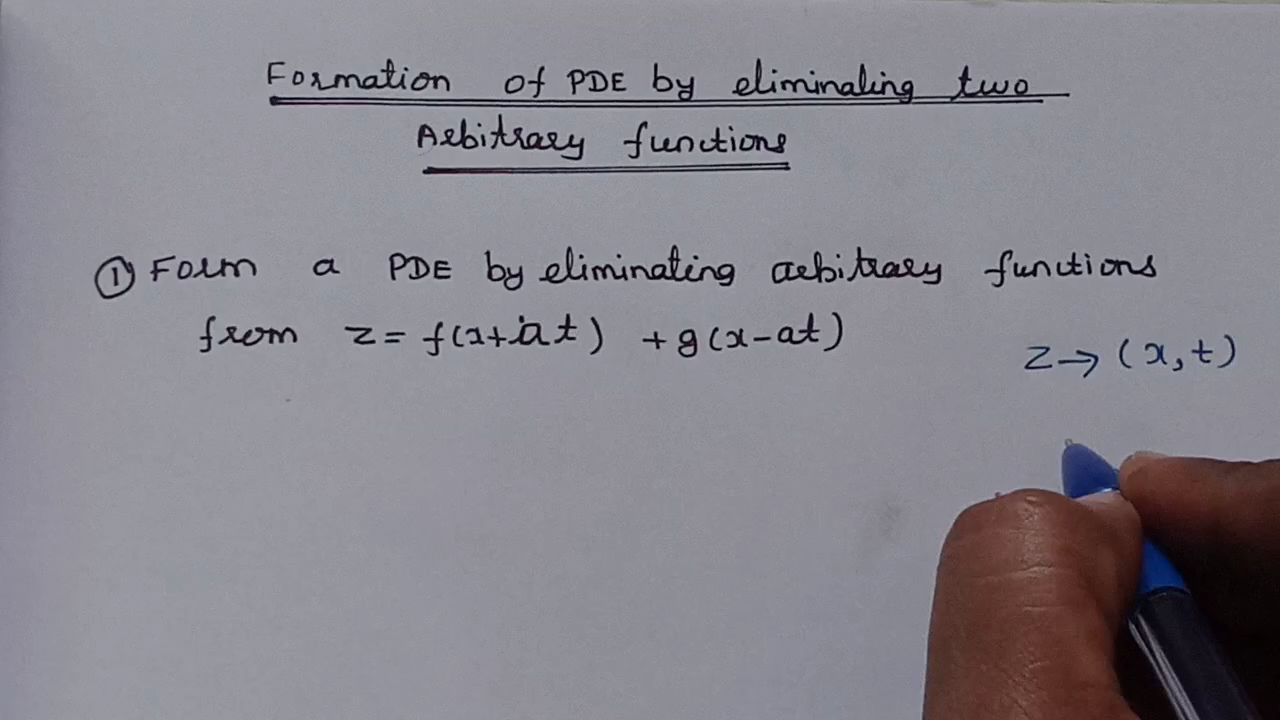 Formation of PDE by eliminating two
Arbitrary functions
① Form a PDE by eliminating arbitrary functions
from z = f(x+at) + g(x-at)
z → (x, t)